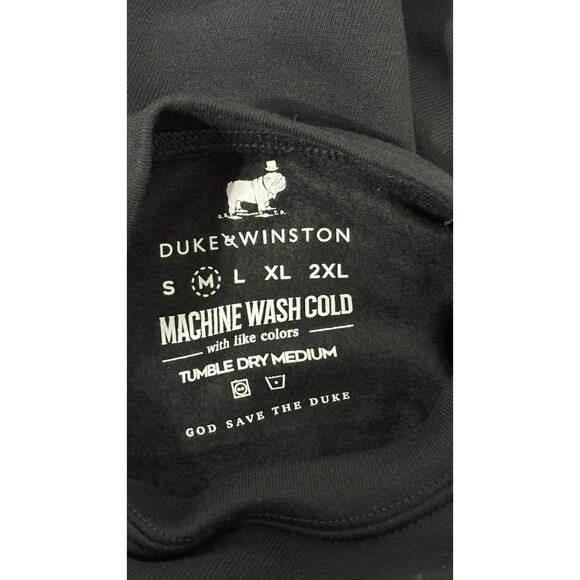 G. S. T. D.
DUKE & WINSTON
S M L XL 2XL
MACHINE WASH COLD
with like colors
TUMBLE DRY MEDIUM
GOD SAVE THE DUKE